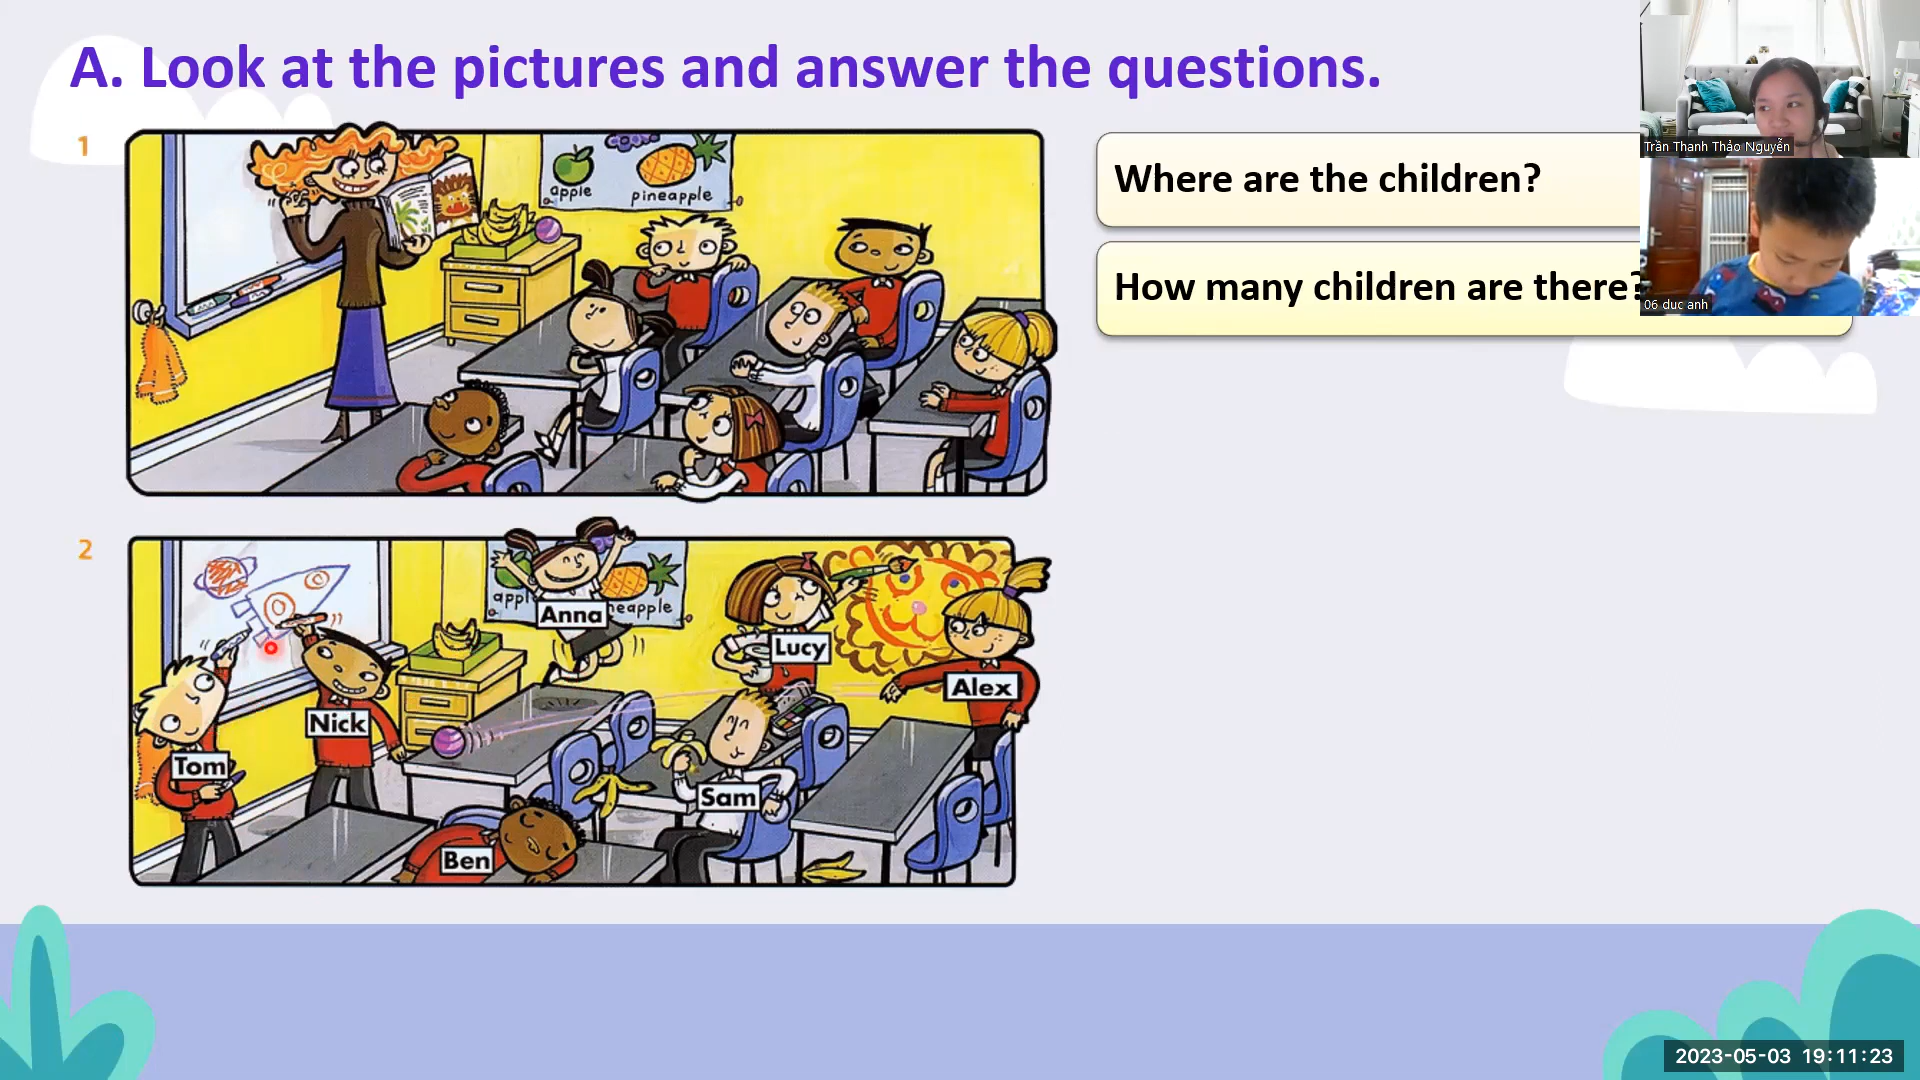 A. Look at the pictures and answer the questions.
1
apple
pineapple
Where are the children?
How many children are there?
Trần Thanh Thảo Nguyễn
06 duc anh
2
Anna
Lucy
Alex
Nick
Tom
Sam
Ben
appl
neapple
2023-05-03 19:11:23